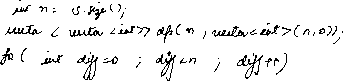 int n = s.size();
vector < vector <int>> dp(n, vector<int>(n,0));
for( int diff=0 ; diff<n ; diff++)